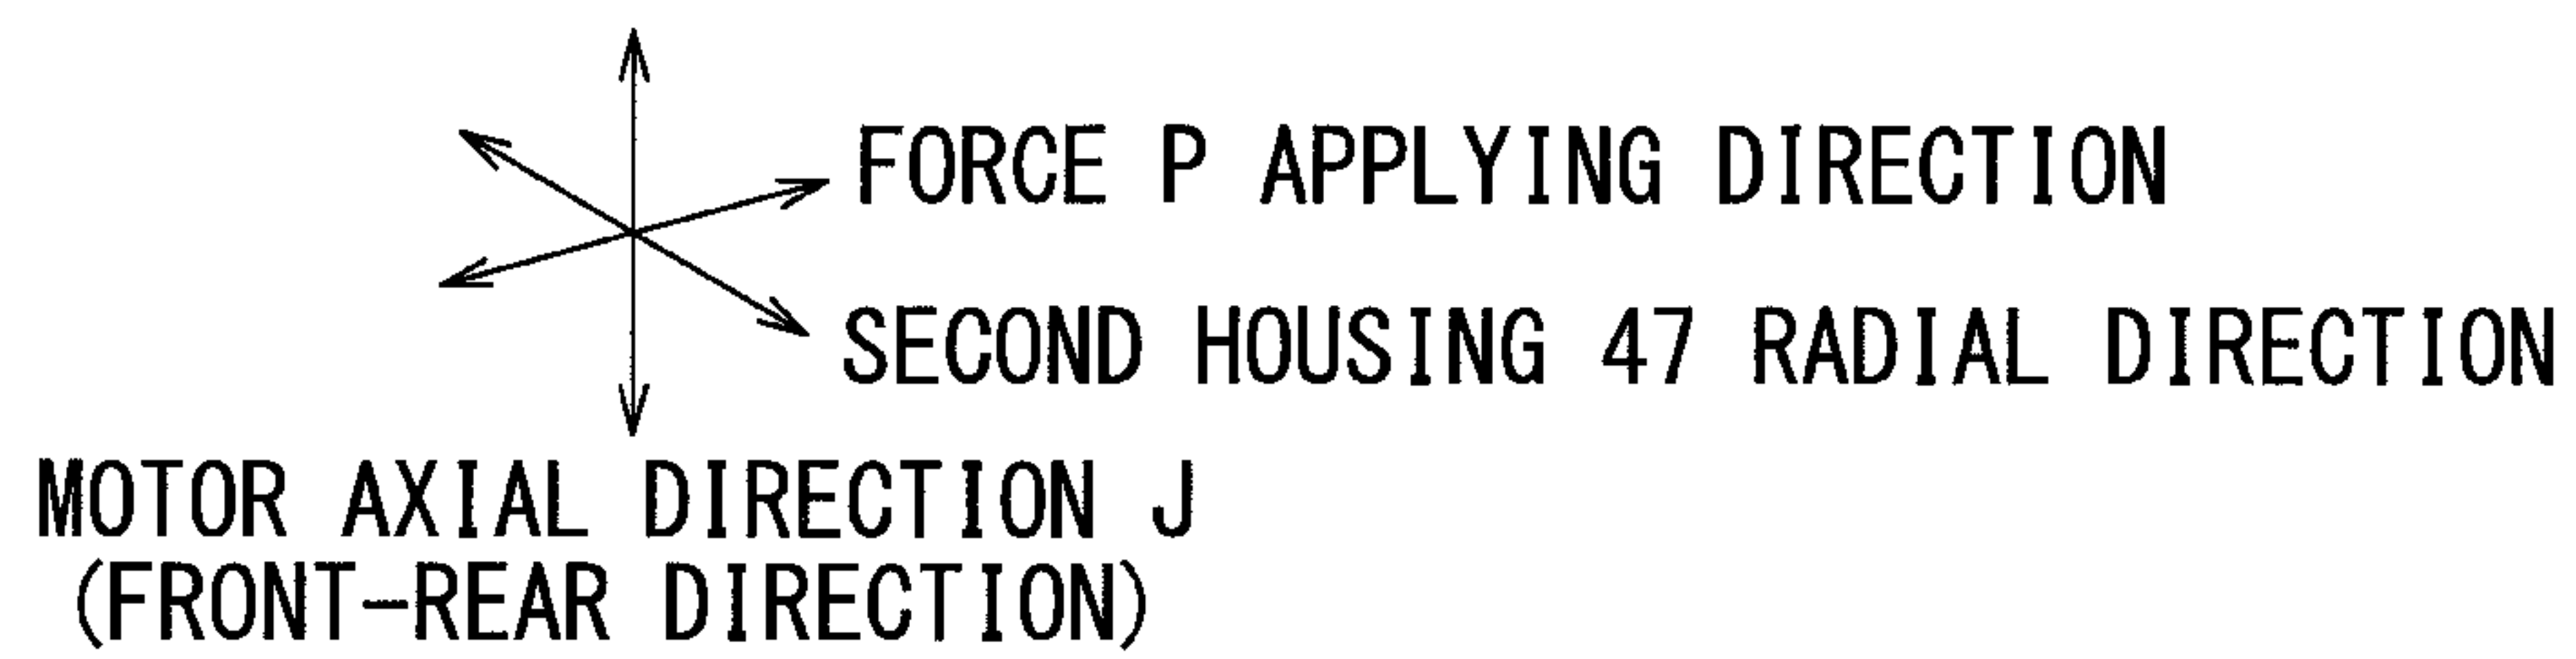 FORCE P APPLYING DIRECTION
SECOND HOUSING 47 RADIAL DIRECTION
MOTOR AXIAL DIRECTION J
(FRONT-REAR DIRECTION)